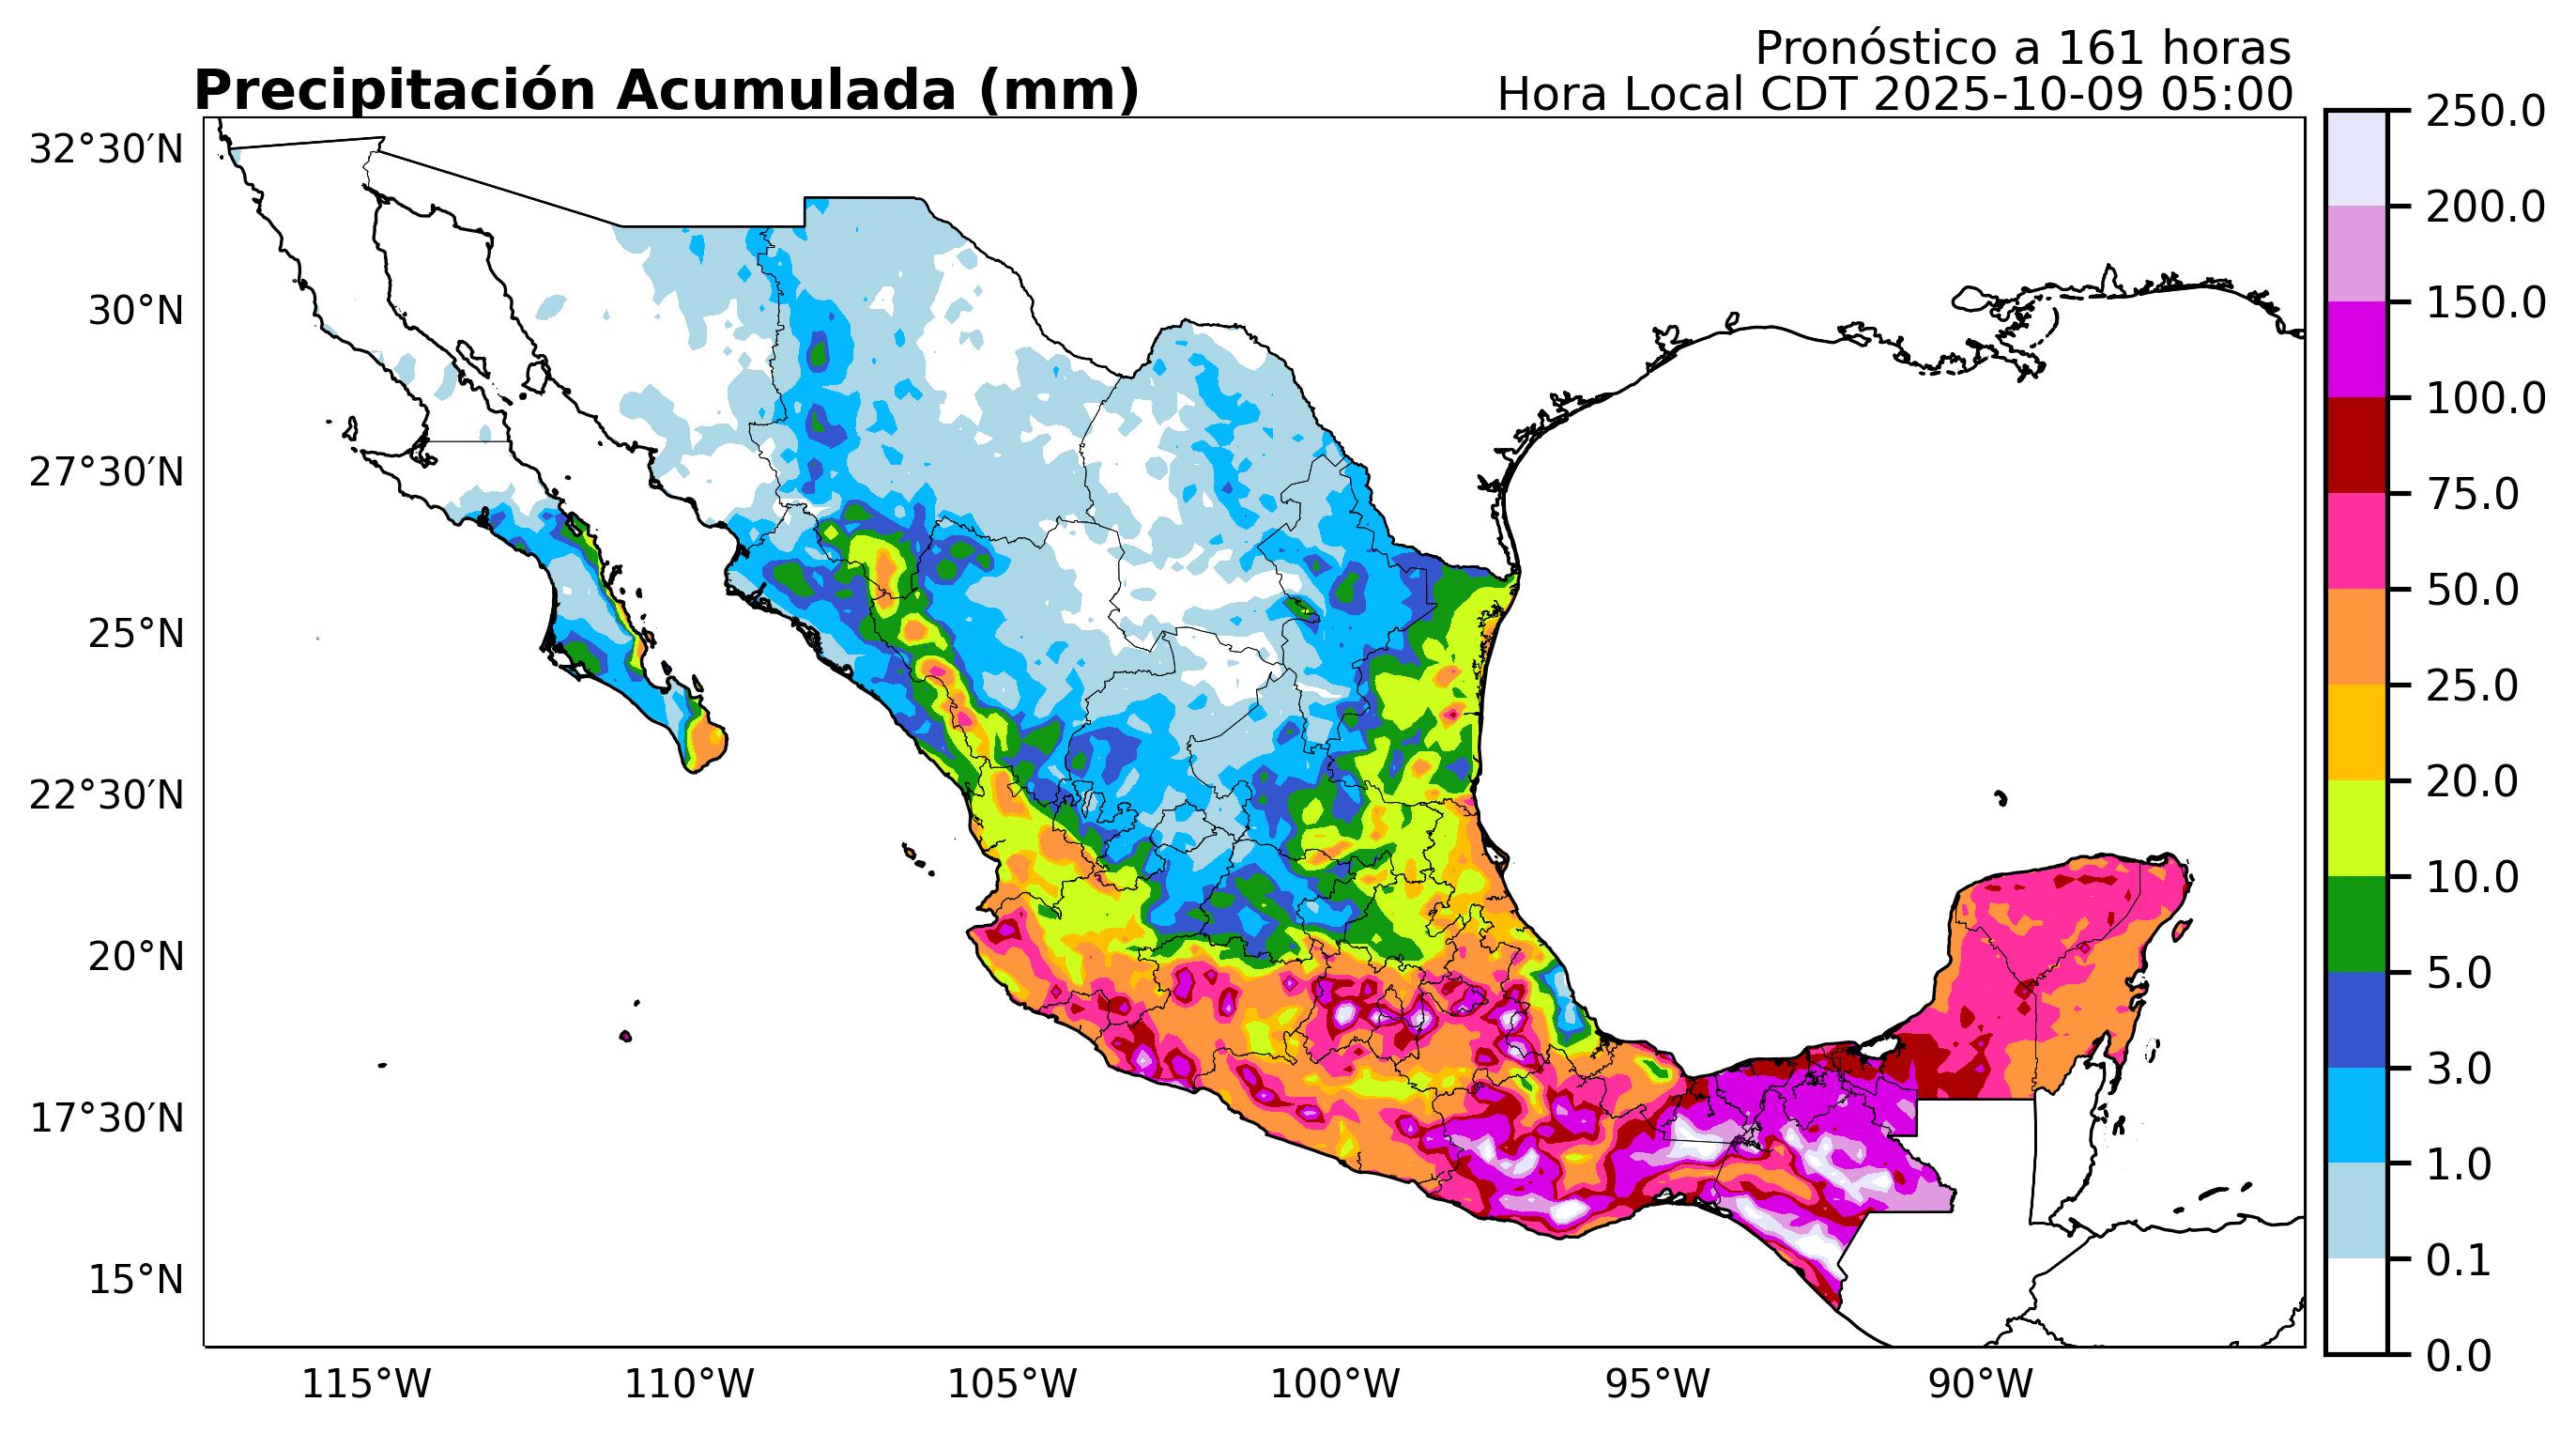 Pronóstico a 161 horas
Precipitación Acumulada (mm)
Hora Local CDT 2025-10-09 05:00
32°30′N
30°N
27°30′N
25°N
22°30′N
20°N
17°30′N
15°N
115°W
110°W
105°W
100°W
95°W
90°W
250.0
200.0
150.0
100.0
75.0
50.0
25.0
20.0
10.0
5.0
3.0
1.0
0.1
0.0